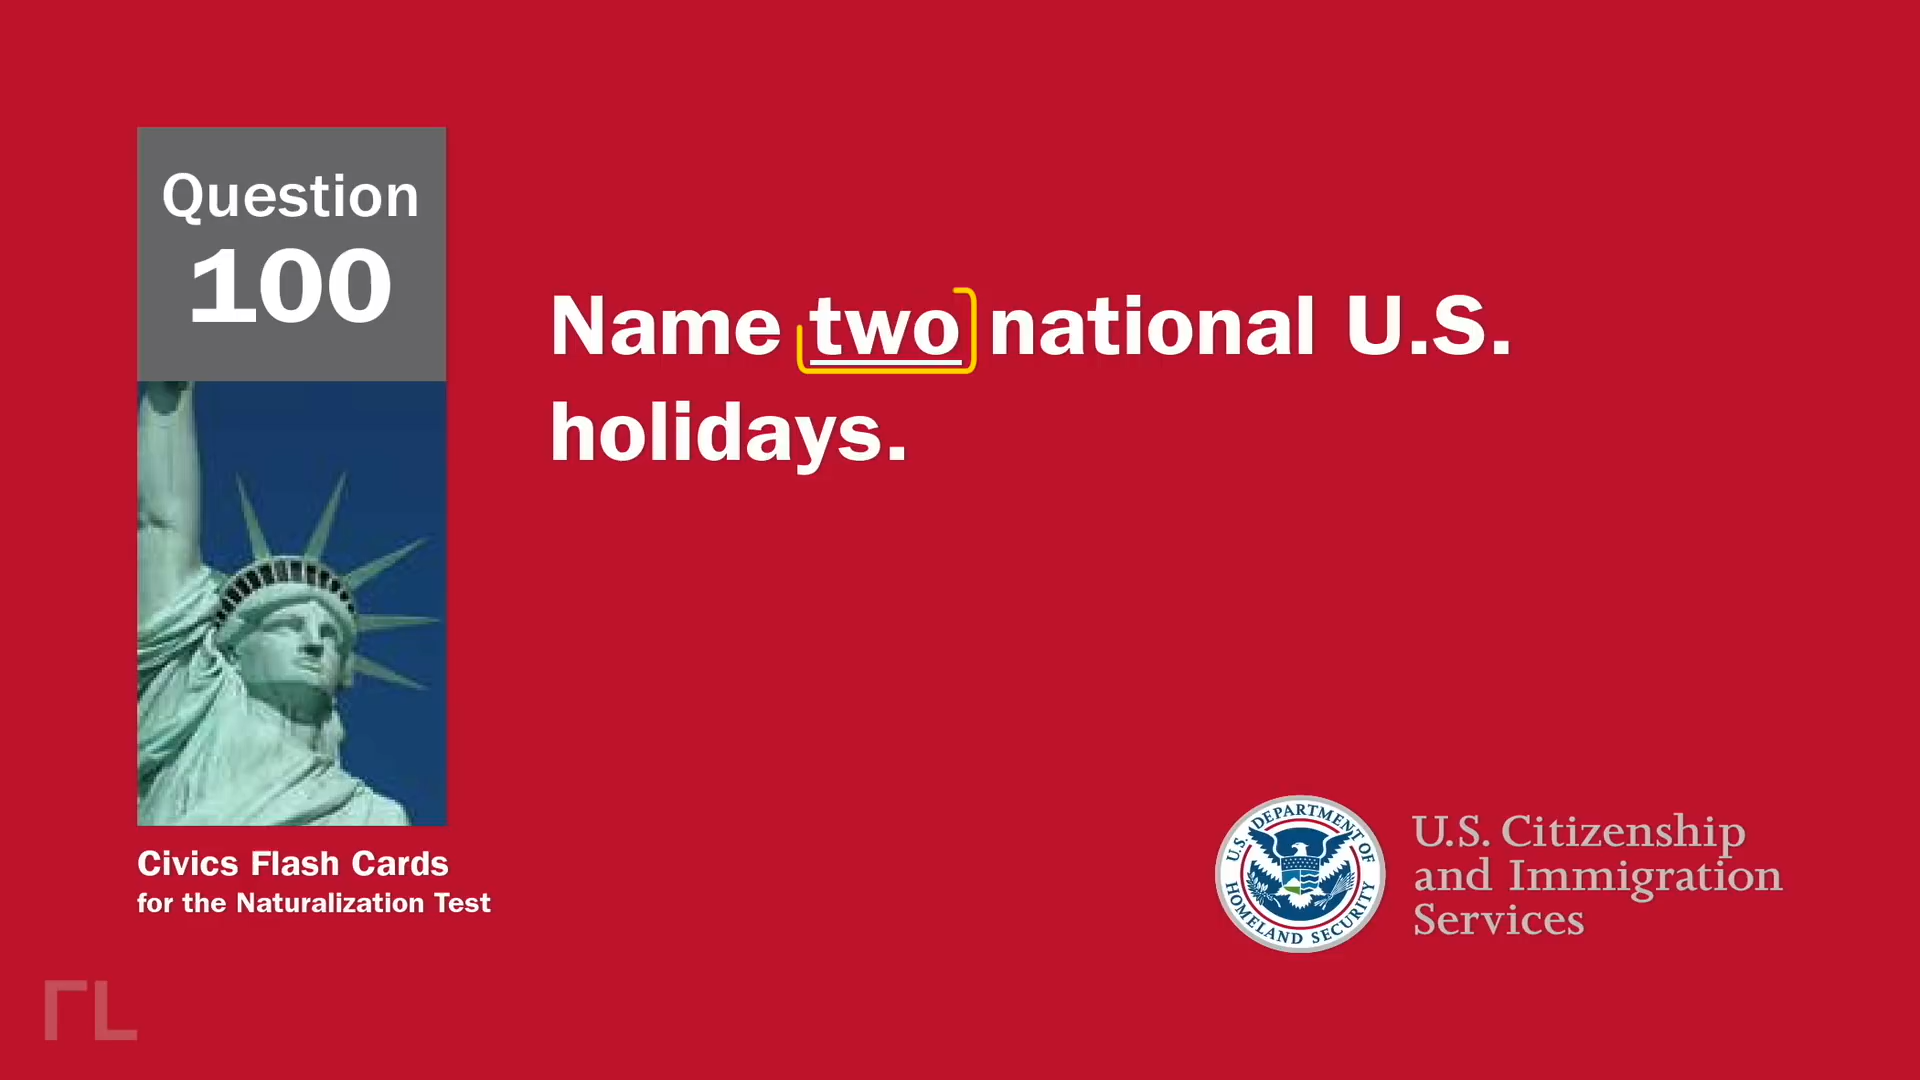 Question
100
Name two national U.S.
holidays.
Civics Flash Cards
for the Naturalization Test
U.S. DEPARTMENT OF
HOMELAND SECURITY
U.S. Citizenship
and Immigration
Services